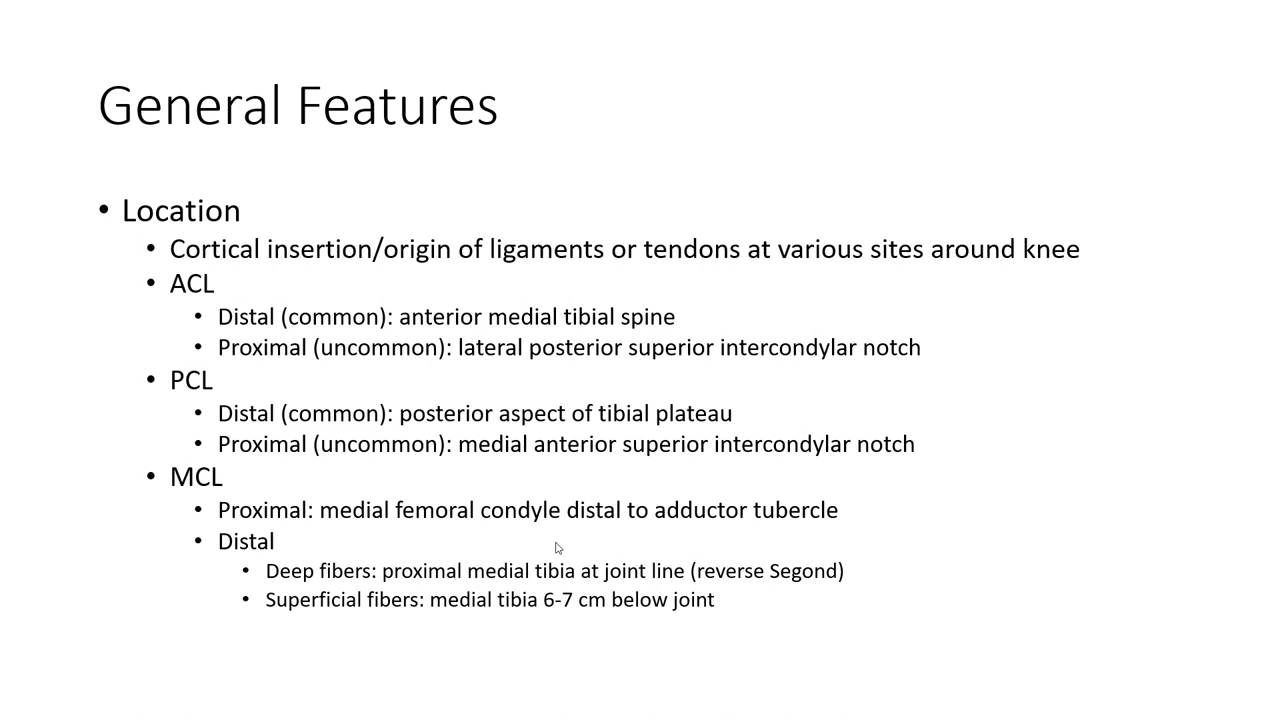 General Features
• Location
• Cortical insertion/origin of ligaments or tendons at various sites around knee
• ACL
• Distal (common): anterior medial tibial spine
• Proximal (uncommon): lateral posterior superior intercondylar notch
• PCL
• Distal (common): posterior aspect of tibial plateau
• Proximal (uncommon): medial anterior superior intercondylar notch
• MCL
• Proximal: medial femoral condyle distal to adductor tubercle
• Distal
• Deep fibers: proximal medial tibia at joint line (reverse Segond)
• Superficial fibers: medial tibia 6-7 cm below joint